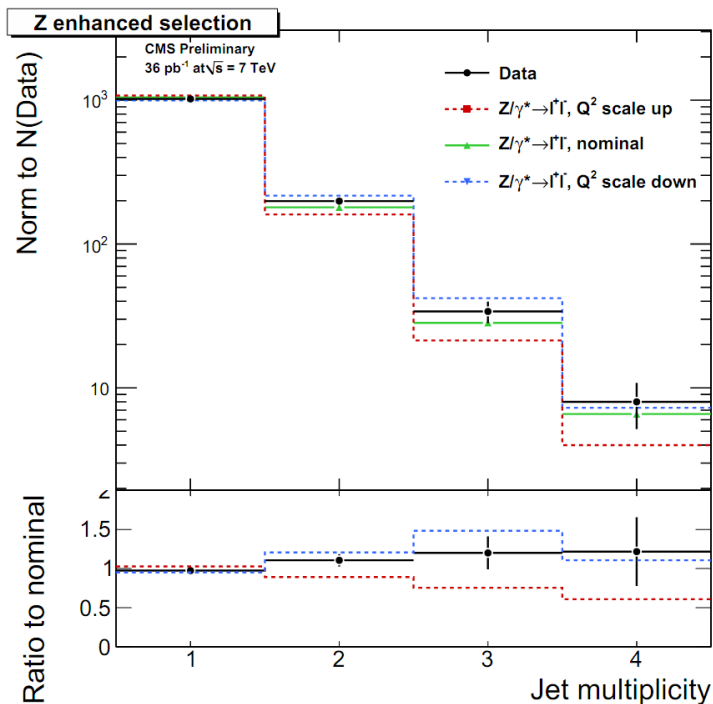 Z enhanced selection
CMS Preliminary
36 pb⁻¹ at√s = 7 TeV
Data
Z/γ*→l⁺l⁻, Q² scale up
Z/γ*→l⁺l⁻, nominal
Z/γ*→l⁺l⁻, Q² scale down
Norm to N(Data)
10³
10²
10
Ratio to nominal
2
1.5
1
0.5
0
1 2 3 4
Jet multiplicity